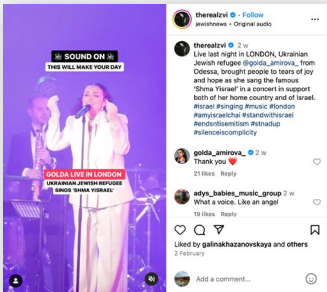 SOUND ON
THIS WILL MAKE YOUR DAY
GOLDA LIVE IN LONDON
UKRAINIAN JEWISH REFUGEE
SINGS 'SHMA YISRAEL'
therealzvi • Follow
jewishnews • Original audio
therealzvi 2 w
Live last night in LONDON, Ukrainian
Jewish refugee @golda_amirova_ from
Odessa, brought people to tears of joy
and hope as she sang the famous
'Shma Yisrael' in a concert in support
both of her home country and of Israel.
#israel #singing #music #london
#amyisraelchai #standwithisrael
#endsntisemitism #stnadup
#silenceiscomplicity
golda_amirova_ 2 w
Thank you
21 likes Reply
adys_babies_music_group 2 w
What a voice. Like an angel
19 likes Reply
Liked by galinakhazanovskaya and others
2 February
Add a comment...